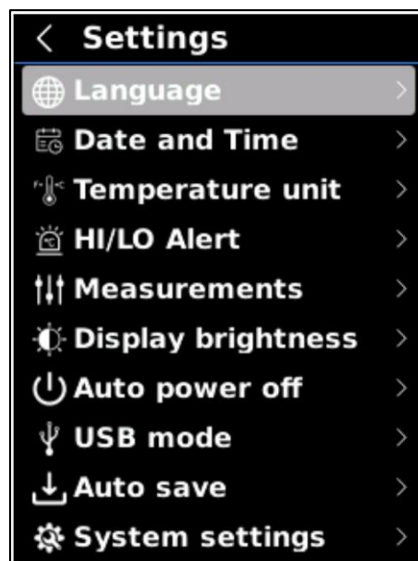 Settings
Language
Date and Time
Temperature unit
HI/LO Alert
Measurements
Display brightness
Auto power off
USB mode
Auto save
System settings